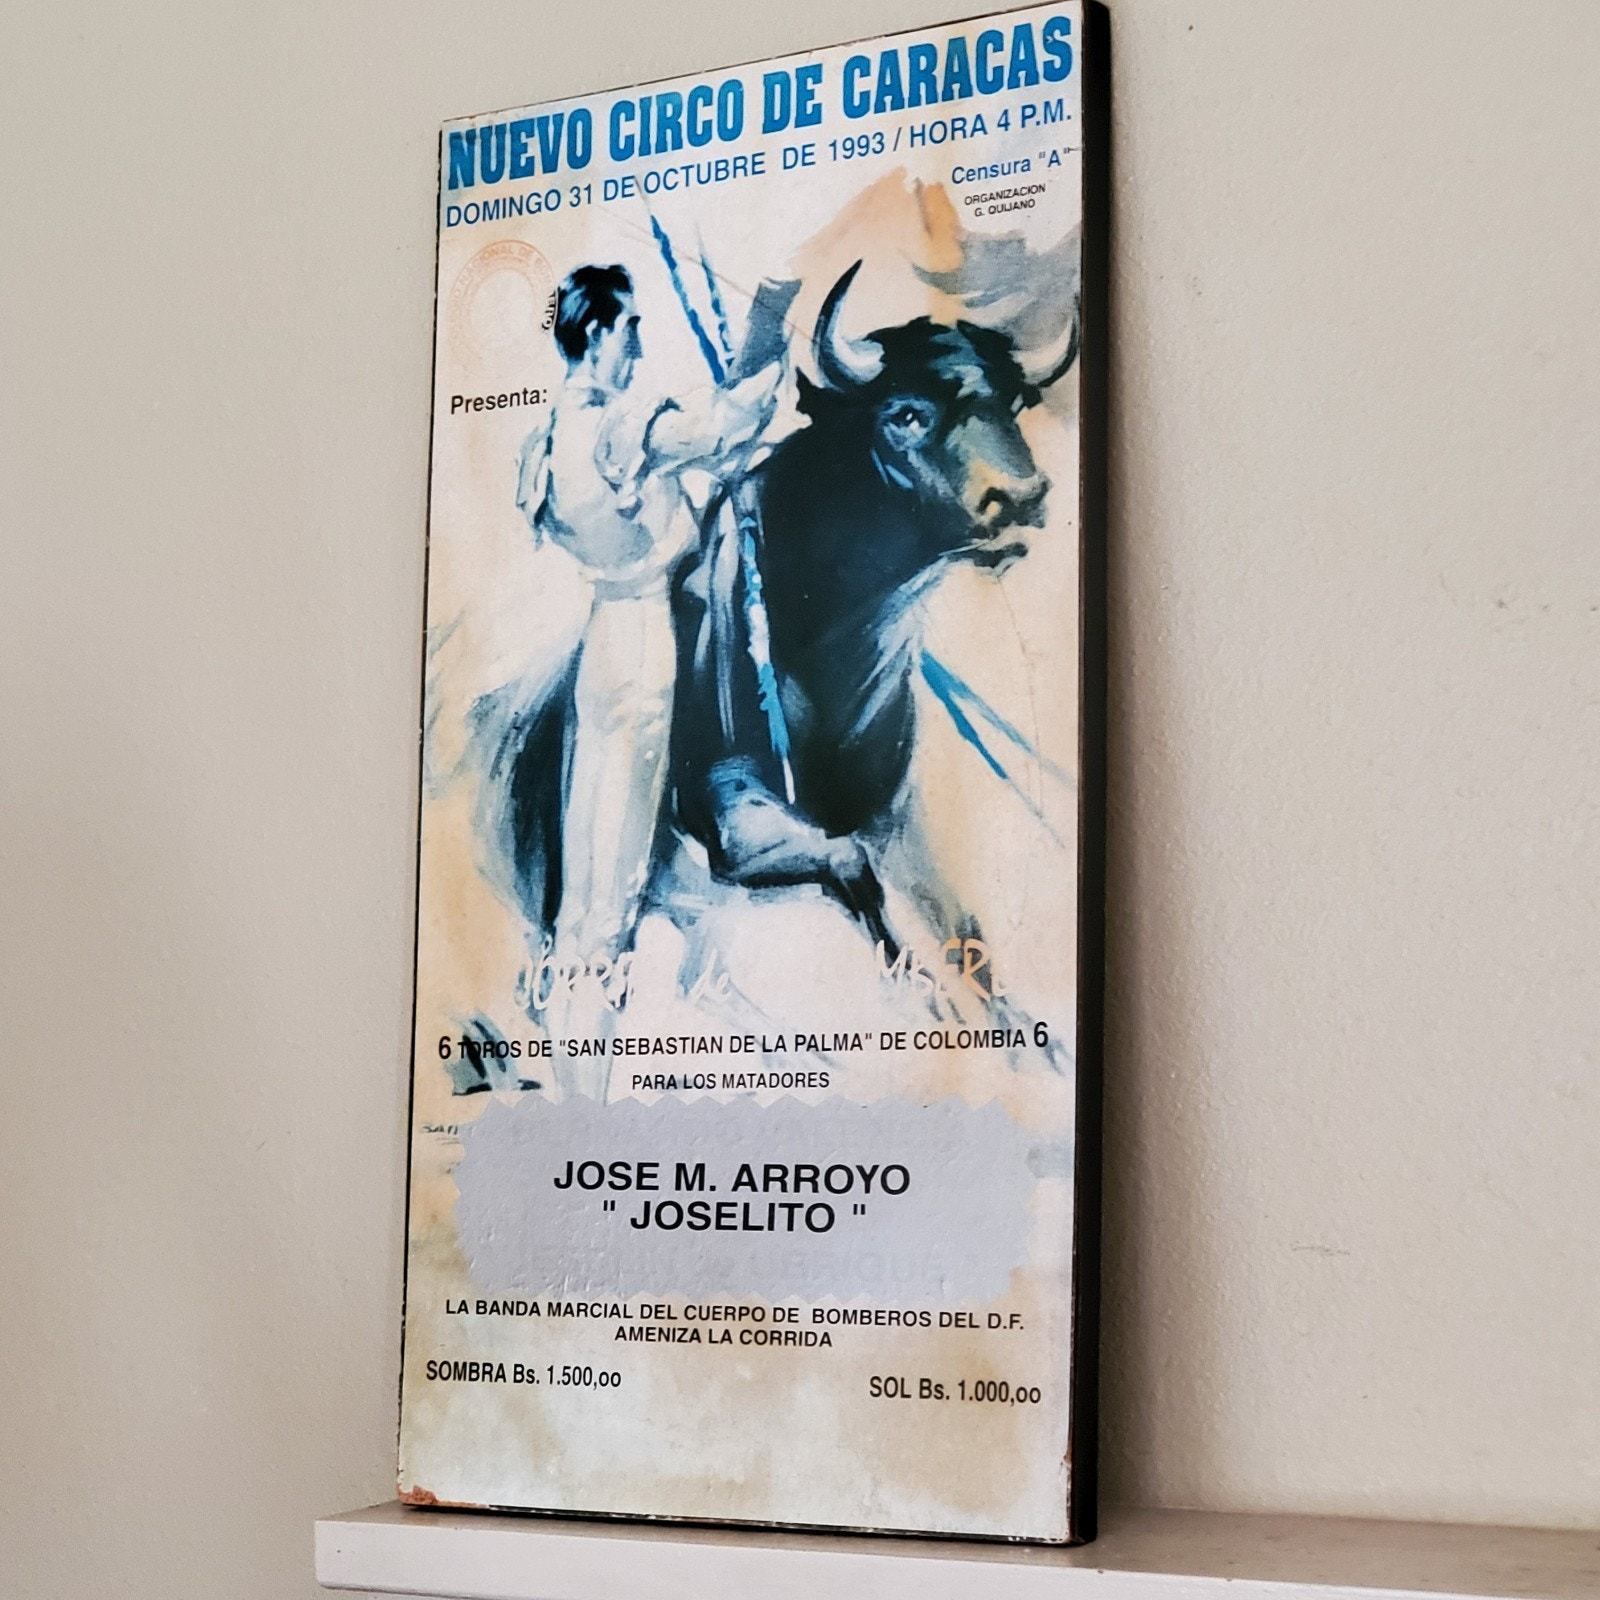 NUEVO CIRCO DE CARACAS
DOMINGO 31 DE OCTUBRE DE 1993 / HORA 4 P.M.
Censura "A"
ORGANIZACION
G. QUIJANO
Presenta:
de
6 TOROS DE "SAN SEBASTIAN DE LA PALMA" DE COLOMBIA 6
PARA LOS MATADORES
JOSE M. ARROYO
" JOSELITO "
LA BANDA MARCIAL DEL CUERPO DE BOMBEROS DEL D.F.
AMENIZA LA CORRIDA
SOMBRA Bs. 1.500,oo
SOL Bs. 1.000,oo